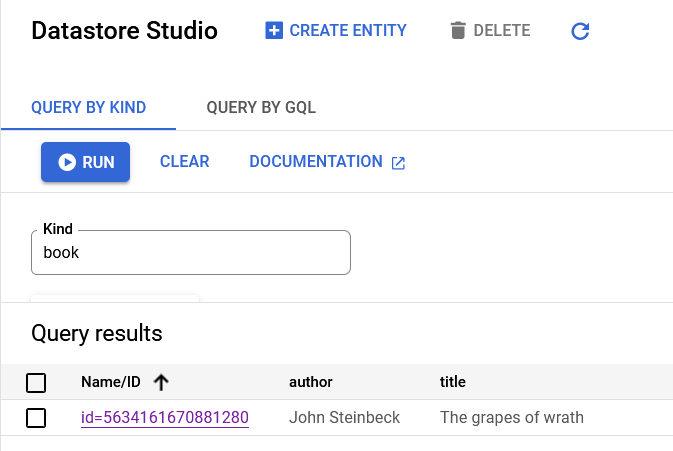 Datastore Studio CREATE ENTITY DELETE
QUERY BY KIND QUERY BY GQL
RUN CLEAR DOCUMENTATION
Kind
book
Query results
Name/ID author title
id=5634161670881280 John Steinbeck The grapes of wrath